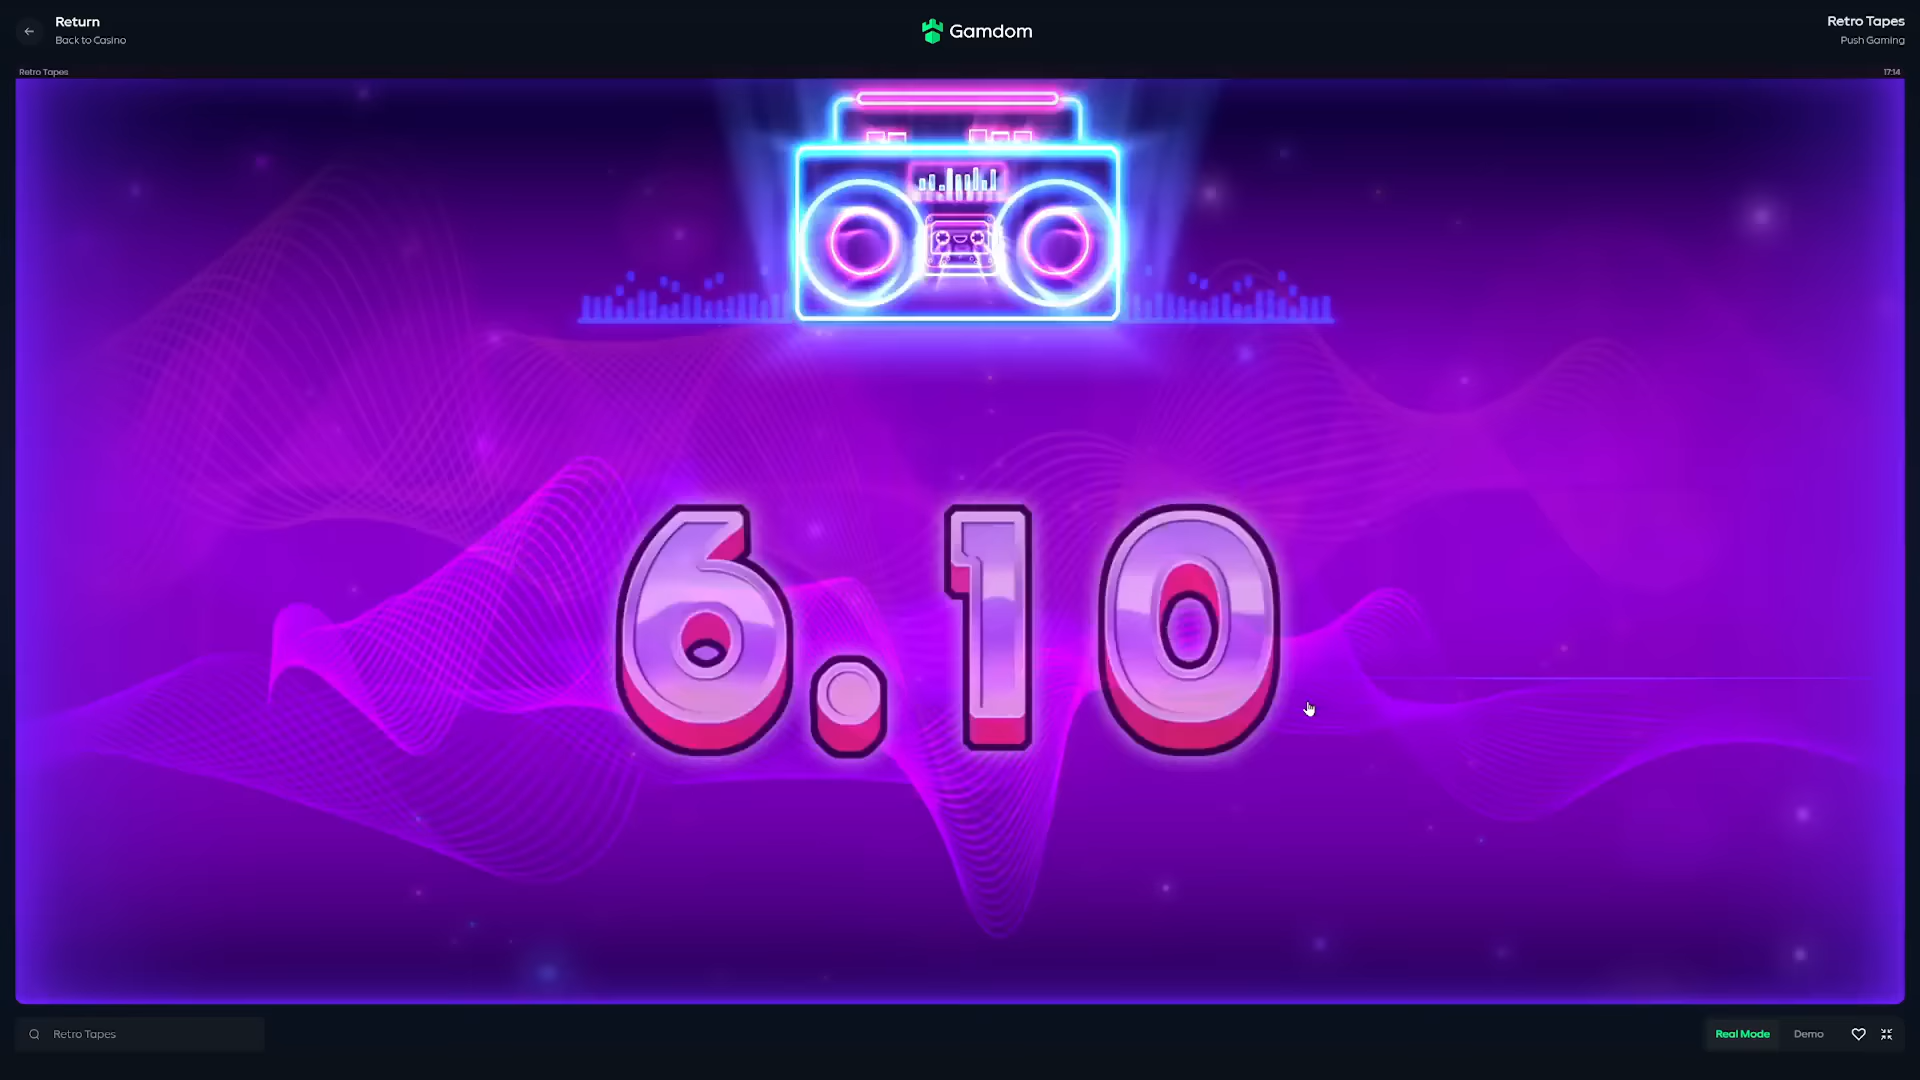 Return
Back to Casino
Gamdom
Retro Tapes
Push Gaming
Retro Tapes
17:14
6.10
Retro Tapes
Real Mode
Demo